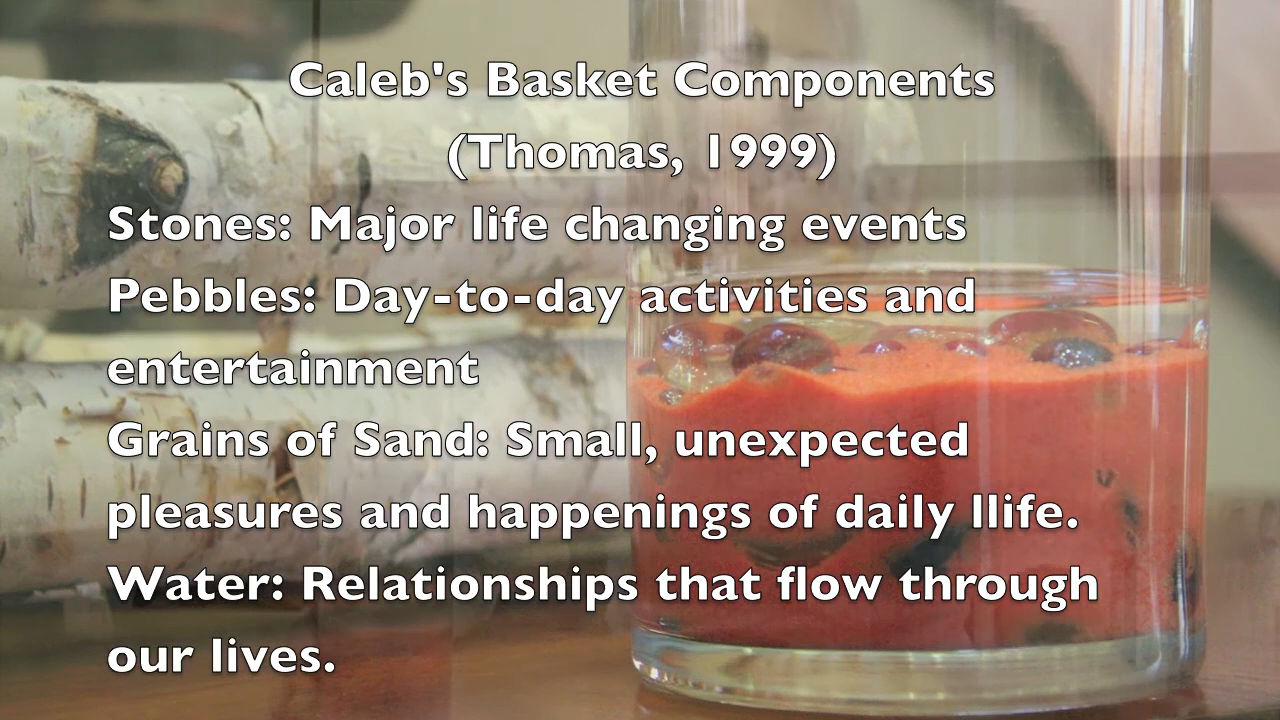 Caleb's Basket Components
(Thomas, 1999)
Stones: Major life changing events
Pebbles: Day-to-day activities and
entertainment
Grains of Sand: Small, unexpected
pleasures and happenings of daily llife.
Water: Relationships that flow through
our lives.